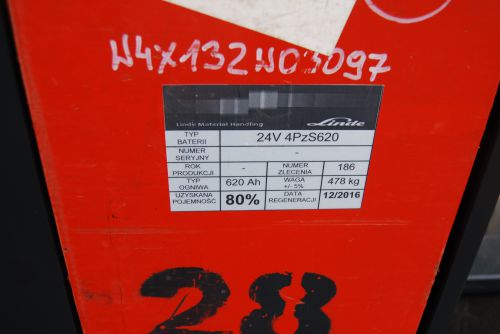 W4X132W03097
Linde Material Handling
Linde
TYP BATERII 24V 4PzS620
NUMER SERYJNY -
ROK PRODUKCJI - NUMER ZLECENIA 186
TYP OGNIWA 620 Ah WAGA +/- 5% 478 kg
UZYSKANA POJEMNOŚĆ 80% DATA REGENERACJI 12/2016
28